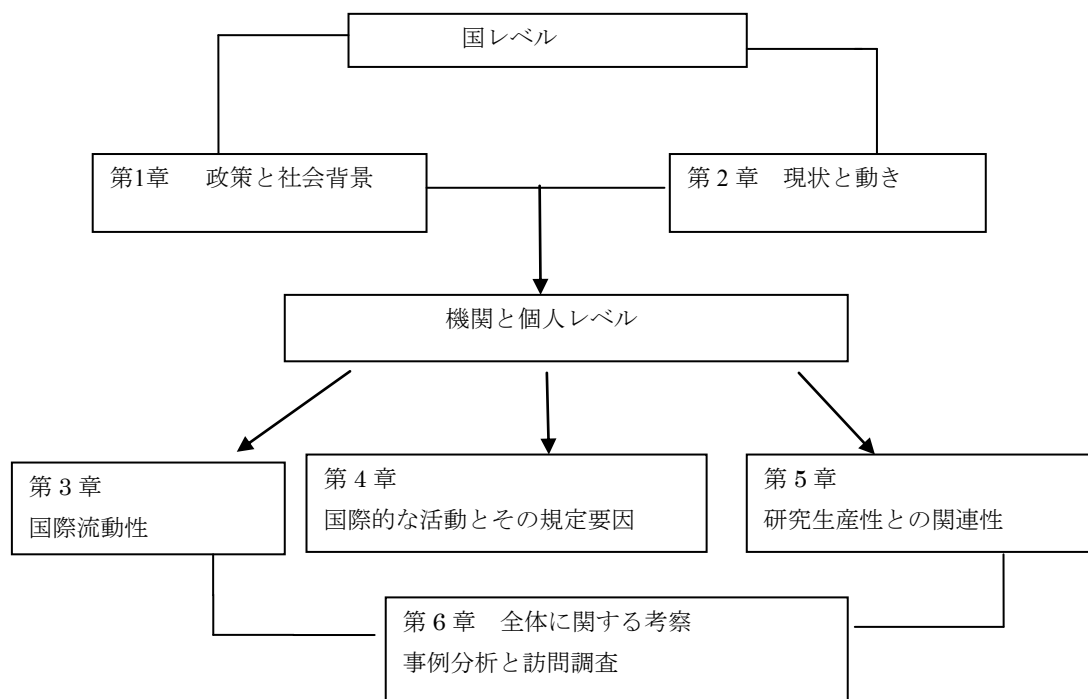 国レベル
第1章　政策と社会背景
第２章　現状と動き
機関と個人レベル
第３章
国際流動性
第４章
国際的な活動とその規定要因
第５章
研究生産性との関連性
第６章　全体に関する考察
事例分析と訪問調査